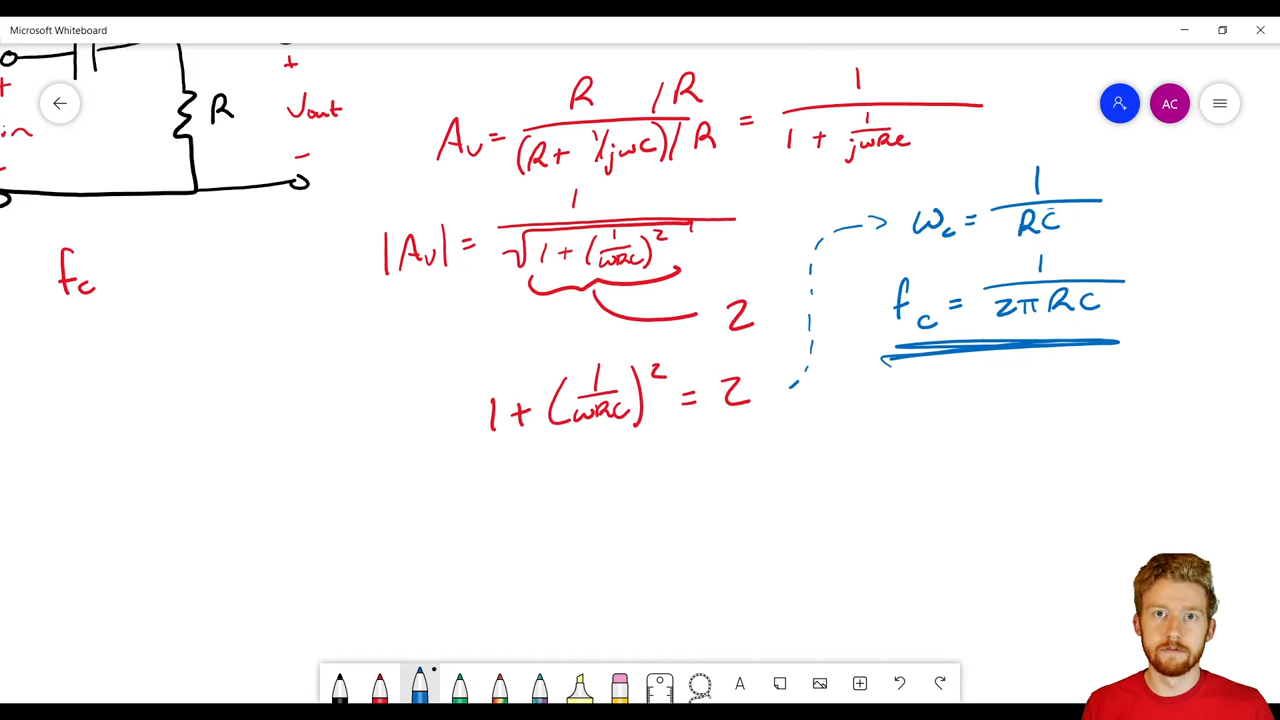 Microsoft Whiteboard
AC
+
R
Vout
in
-
Av = R / R / (R + 1/jωC) / R = 1 / (1 + 1/jωRC)
|Av| = 1 / √(1 + (1/ωRC)²)
2
1 + (1/ωRC)² = 2
ωc = 1/RC
fc = 1/2πRC
fc
A